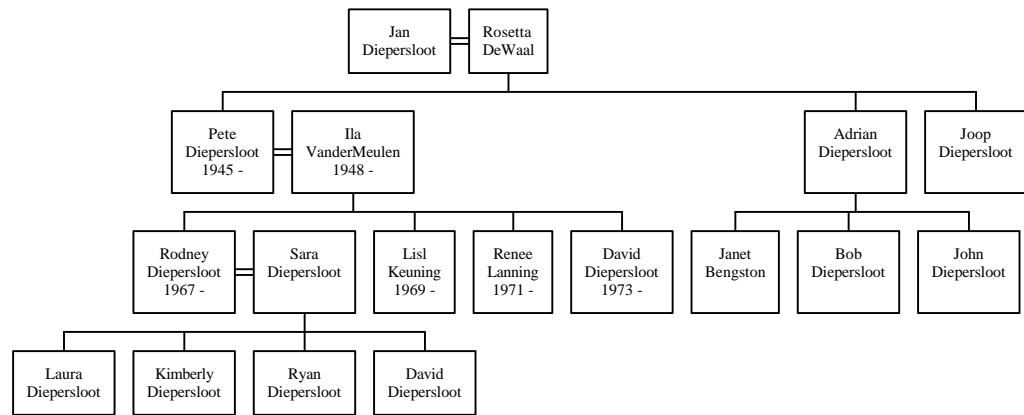 Jan
Diepersloot
Rosetta
DeWaal
Pete
Diepersloot
1945 -
Ila
VanderMeulen
1948 -
Adrian
Diepersloot
Joop
Diepersloot
Rodney
Diepersloot
1967 -
Sara
Diepersloot
Lisl
Keuning
1969 -
Renee
Lanning
1971 -
David
Diepersloot
1973 -
Janet
Bengston
Bob
Diepersloot
John
Diepersloot
Laura
Diepersloot
Kimberly
Diepersloot
Ryan
Diepersloot
David
Diepersloot